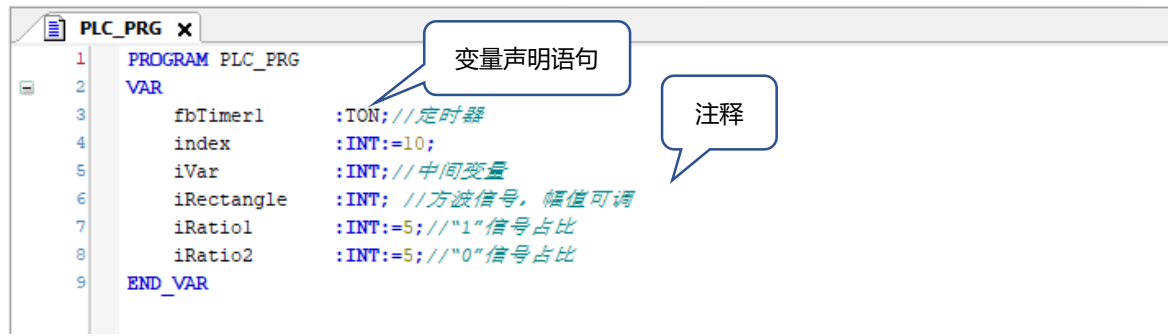 PLC_PRG
变量声明语句
注释
1 PROGRAM PLC_PRG
2 VAR
3 fbTimer1 :TON;//定时器
4 index :INT:=10;
5 iVar :INT;//中间变量
6 iRectangle :INT; //方波信号，幅值可调
7 iRatio1 :INT:=5;//"1"信号占比
8 iRatio2 :INT:=5;//"0"信号占比
9 END_VAR